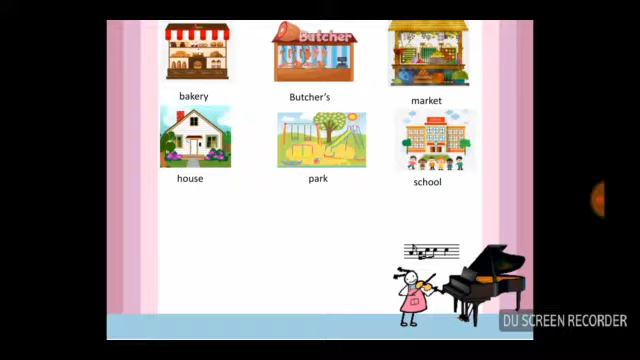 Butcher
bakery
Butcher's
market
house
park
school
DU SCREEN RECORDER